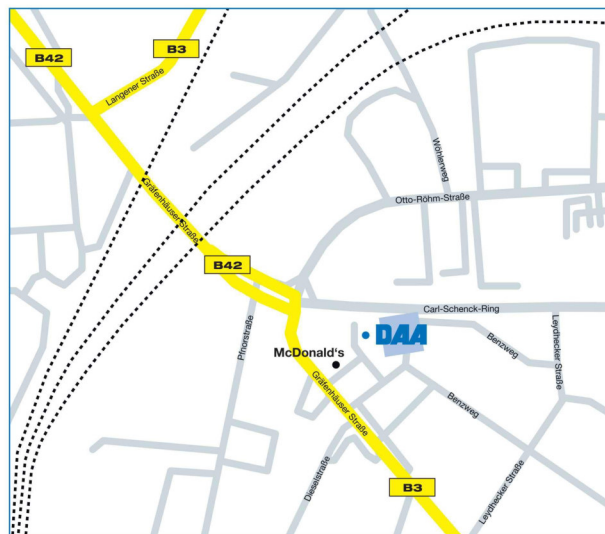 B42
B3
Langener Straße
Gräfenhäuser Straße
Wöhlerweg
Otto-Röhm-Straße
B42
Carl-Schenck-Ring
Pfnorstraße
DAA
McDonald's
Benzweg
Leydhecker Straße
Gräfenhäuser Straße
Benzweg
Dieselstraße
B3
Leydhecker Straße